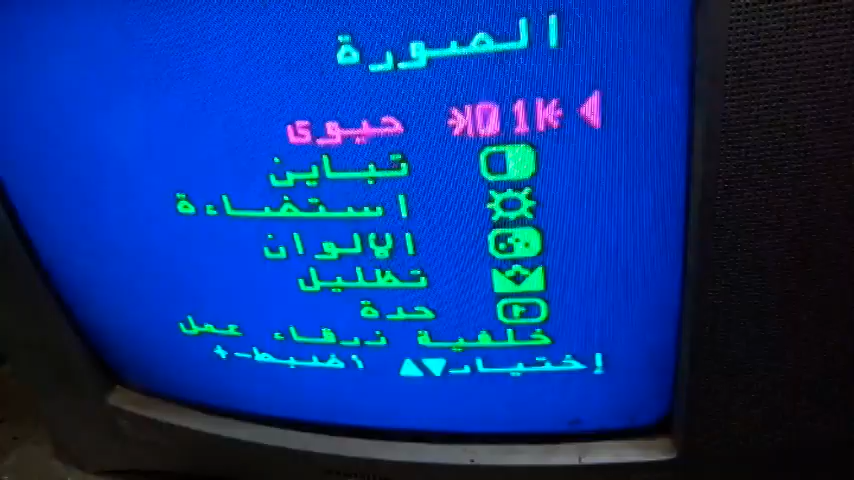 الصورة
حيوى
تباين
استضاءة
الالوان
تظليل
حدة
خلفية زرقاء عمل
إختيار▼▲ اضبط-+